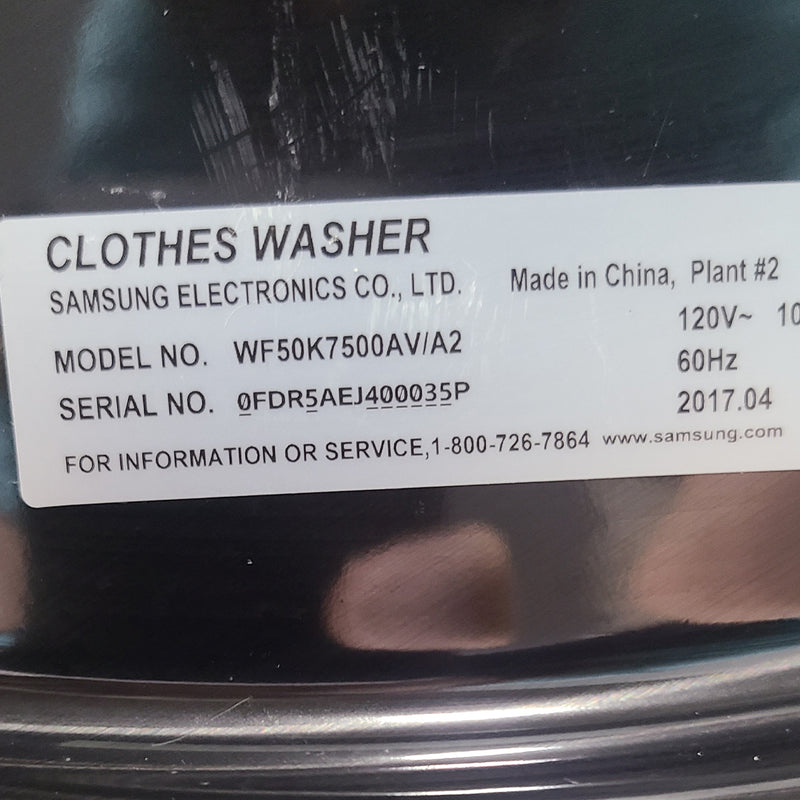 CLOTHES WASHER
SAMSUNG ELECTRONICS CO., LTD. Made in China, Plant #2
120V~ 10
MODEL NO. WF50K7500AV/A2
60Hz
SERIAL NO. 0FDR5AEJ400035P
2017.04
FOR INFORMATION OR SERVICE,1-800-726-7864 www.samsung.com